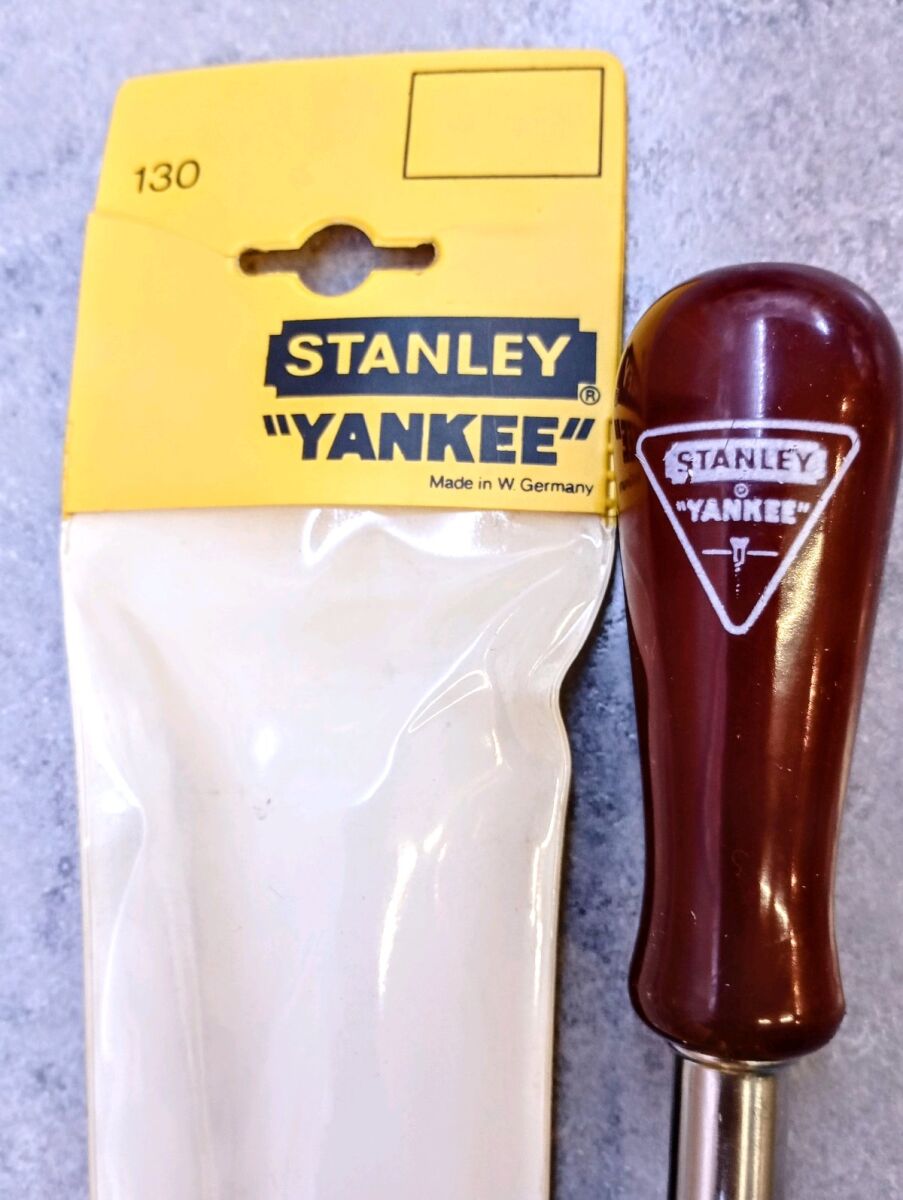 130
STANLEY
®
"YANKEE"
Made in W. Germany
STANLEY
®
"YANKEE"